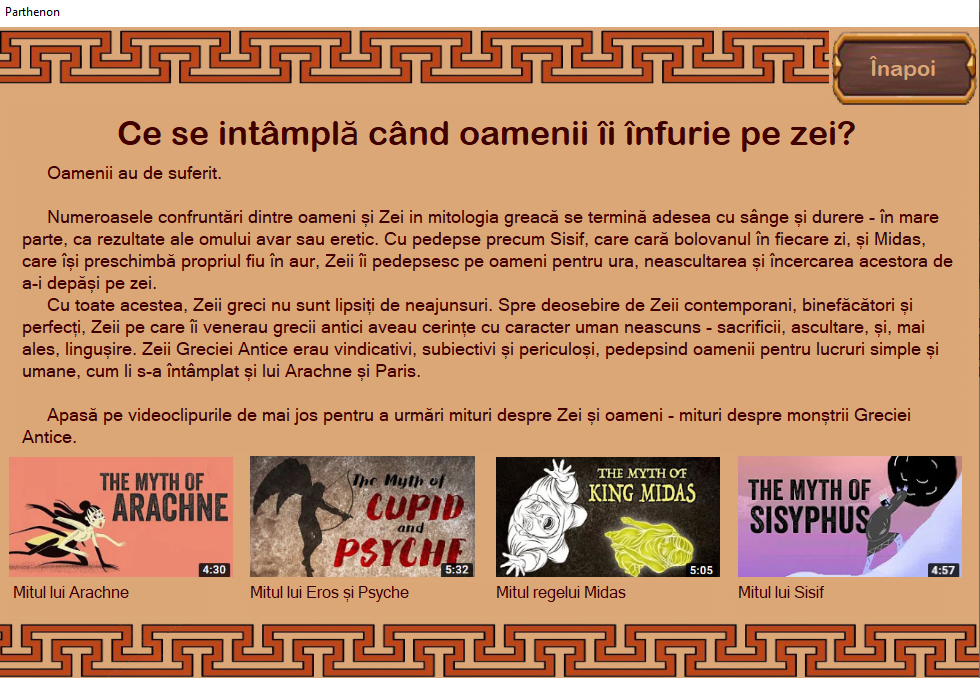 Parthenon
Înapoi
Ce se intâmplă când oamenii îi înfurie pe zei?
Oamenii au de suferit.
Numeroasele confruntări dintre oameni și Zei in mitologia greacă se termină adesea cu sânge și durere - în mare
parte, ca rezultate ale omului avar sau eretic. Cu pedepse precum Sisif, care cară bolovanul în fiecare zi, și Midas,
care își preschimbă propriul fiu în aur, Zeii îi pedepsesc pe oameni pentru ura, neascultarea și încercarea acestora de
a-i depăși pe zei.
Cu toate acestea, Zeii greci nu sunt lipsiți de neajunsuri. Spre deosebire de Zeii contemporani, binefăcători și
perfecți, Zeii pe care îi venerau grecii antici aveau cerințe cu caracter uman neascuns - sacrificii, ascultare, și, mai
ales, lingușire. Zeii Greciei Antice erau vindicativi, subiectivi și periculoși, pedepsind oamenii pentru lucruri simple și
umane, cum li s-a întâmplat și lui Arachne și Paris.
Apasă pe videoclipurile de mai jos pentru a urmări mituri despre Zei și oameni - mituri despre monștrii Greciei
Antice.
THE MYTH OF
ARACHNE
4:30
The Myth of
CUPID
and
PSYCHE
5:32
THE MYTH OF
KING MIDAS
5:05
THE MYTH OF
SISYPHUS
4:57
Mitul lui Arachne
Mitul lui Eros și Psyche
Mitul regelui Midas
Mitul lui Sisif